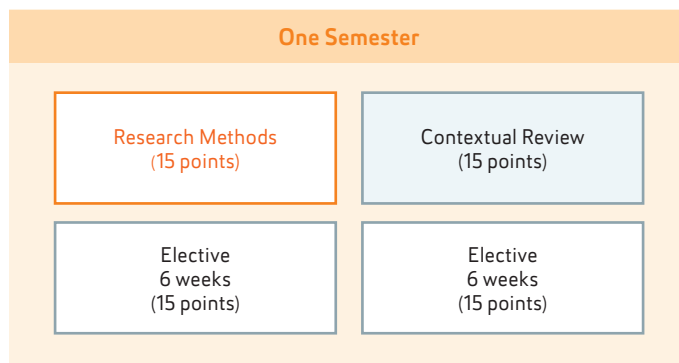 One Semester
Research Methods
(15 points)
Contextual Review
(15 points)
Elective
6 weeks
(15 points)
Elective
6 weeks
(15 points)